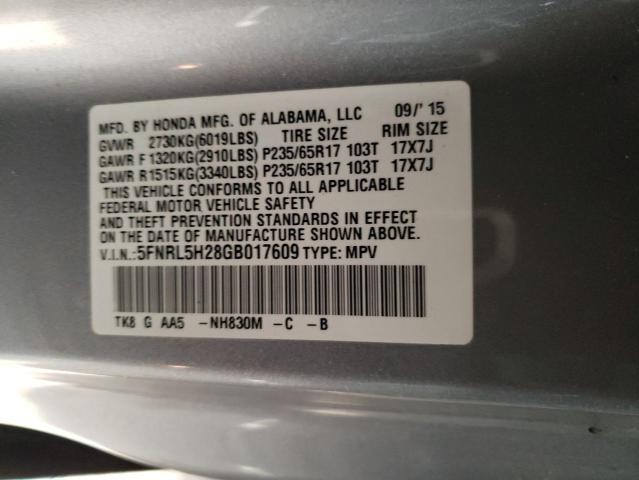 MFD. BY HONDA MFG. OF ALABAMA, LLC 09/'15
GVWR 2730KG(6019LBS) TIRE SIZE RIM SIZE
GAWR F 1320KG(2910LBS) P235/65R17 103T 17X7J
GAWR R1515KG(3340LBS) P235/65R17 103T 17X7J
THIS VEHICLE CONFORMS TO ALL APPLICABLE
FEDERAL MOTOR VEHICLE SAFETY
AND THEFT PREVENTION STANDARDS IN EFFECT
ON THE DATE OF MANUFACTURE SHOWN ABOVE.
V.I.N.:5FNRL5H28GB017609 TYPE: MPV
TK8 G AA5 -NH830M -C -B